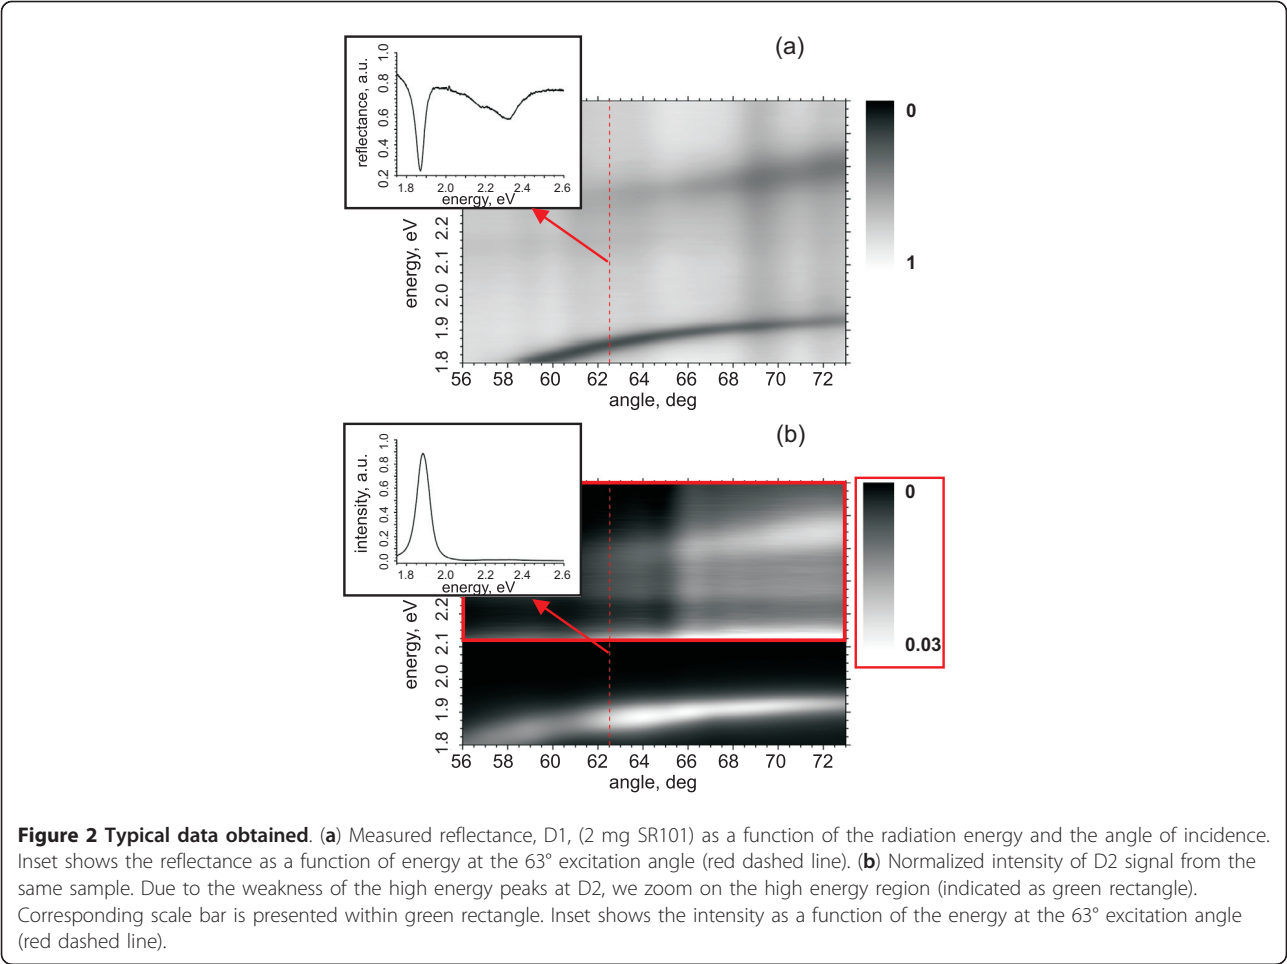 (a)
reflectance, a.u.
1.0
0.8
0.6
0.4
0.2
1.8 2.0 2.2 2.4 2.6
energy, eV
energy, eV
2.2
2.1
2.0
1.9
1.8
56 58 60 62 64 66 68 70 72
angle, deg
0
1
(b)
intensity, a.u.
1.0
0.8
0.6
0.4
0.2
0.0
1.8 2.0 2.2 2.4 2.6
energy, eV
energy, eV
2.2
2.1
2.0
1.9
1.8
56 58 60 62 64 66 68 70 72
angle, deg
0
0.03
Figure 2 Typical data obtained. (a) Measured reflectance, D1, (2 mg SR101) as a function of the radiation energy and the angle of incidence.
Inset shows the reflectance as a function of energy at the 63° excitation angle (red dashed line). (b) Normalized intensity of D2 signal from the
same sample. Due to the weakness of the high energy peaks at D2, we zoom on the high energy region (indicated as green rectangle).
Corresponding scale bar is presented within green rectangle. Inset shows the intensity as a function of the energy at the 63° excitation angle
(red dashed line).